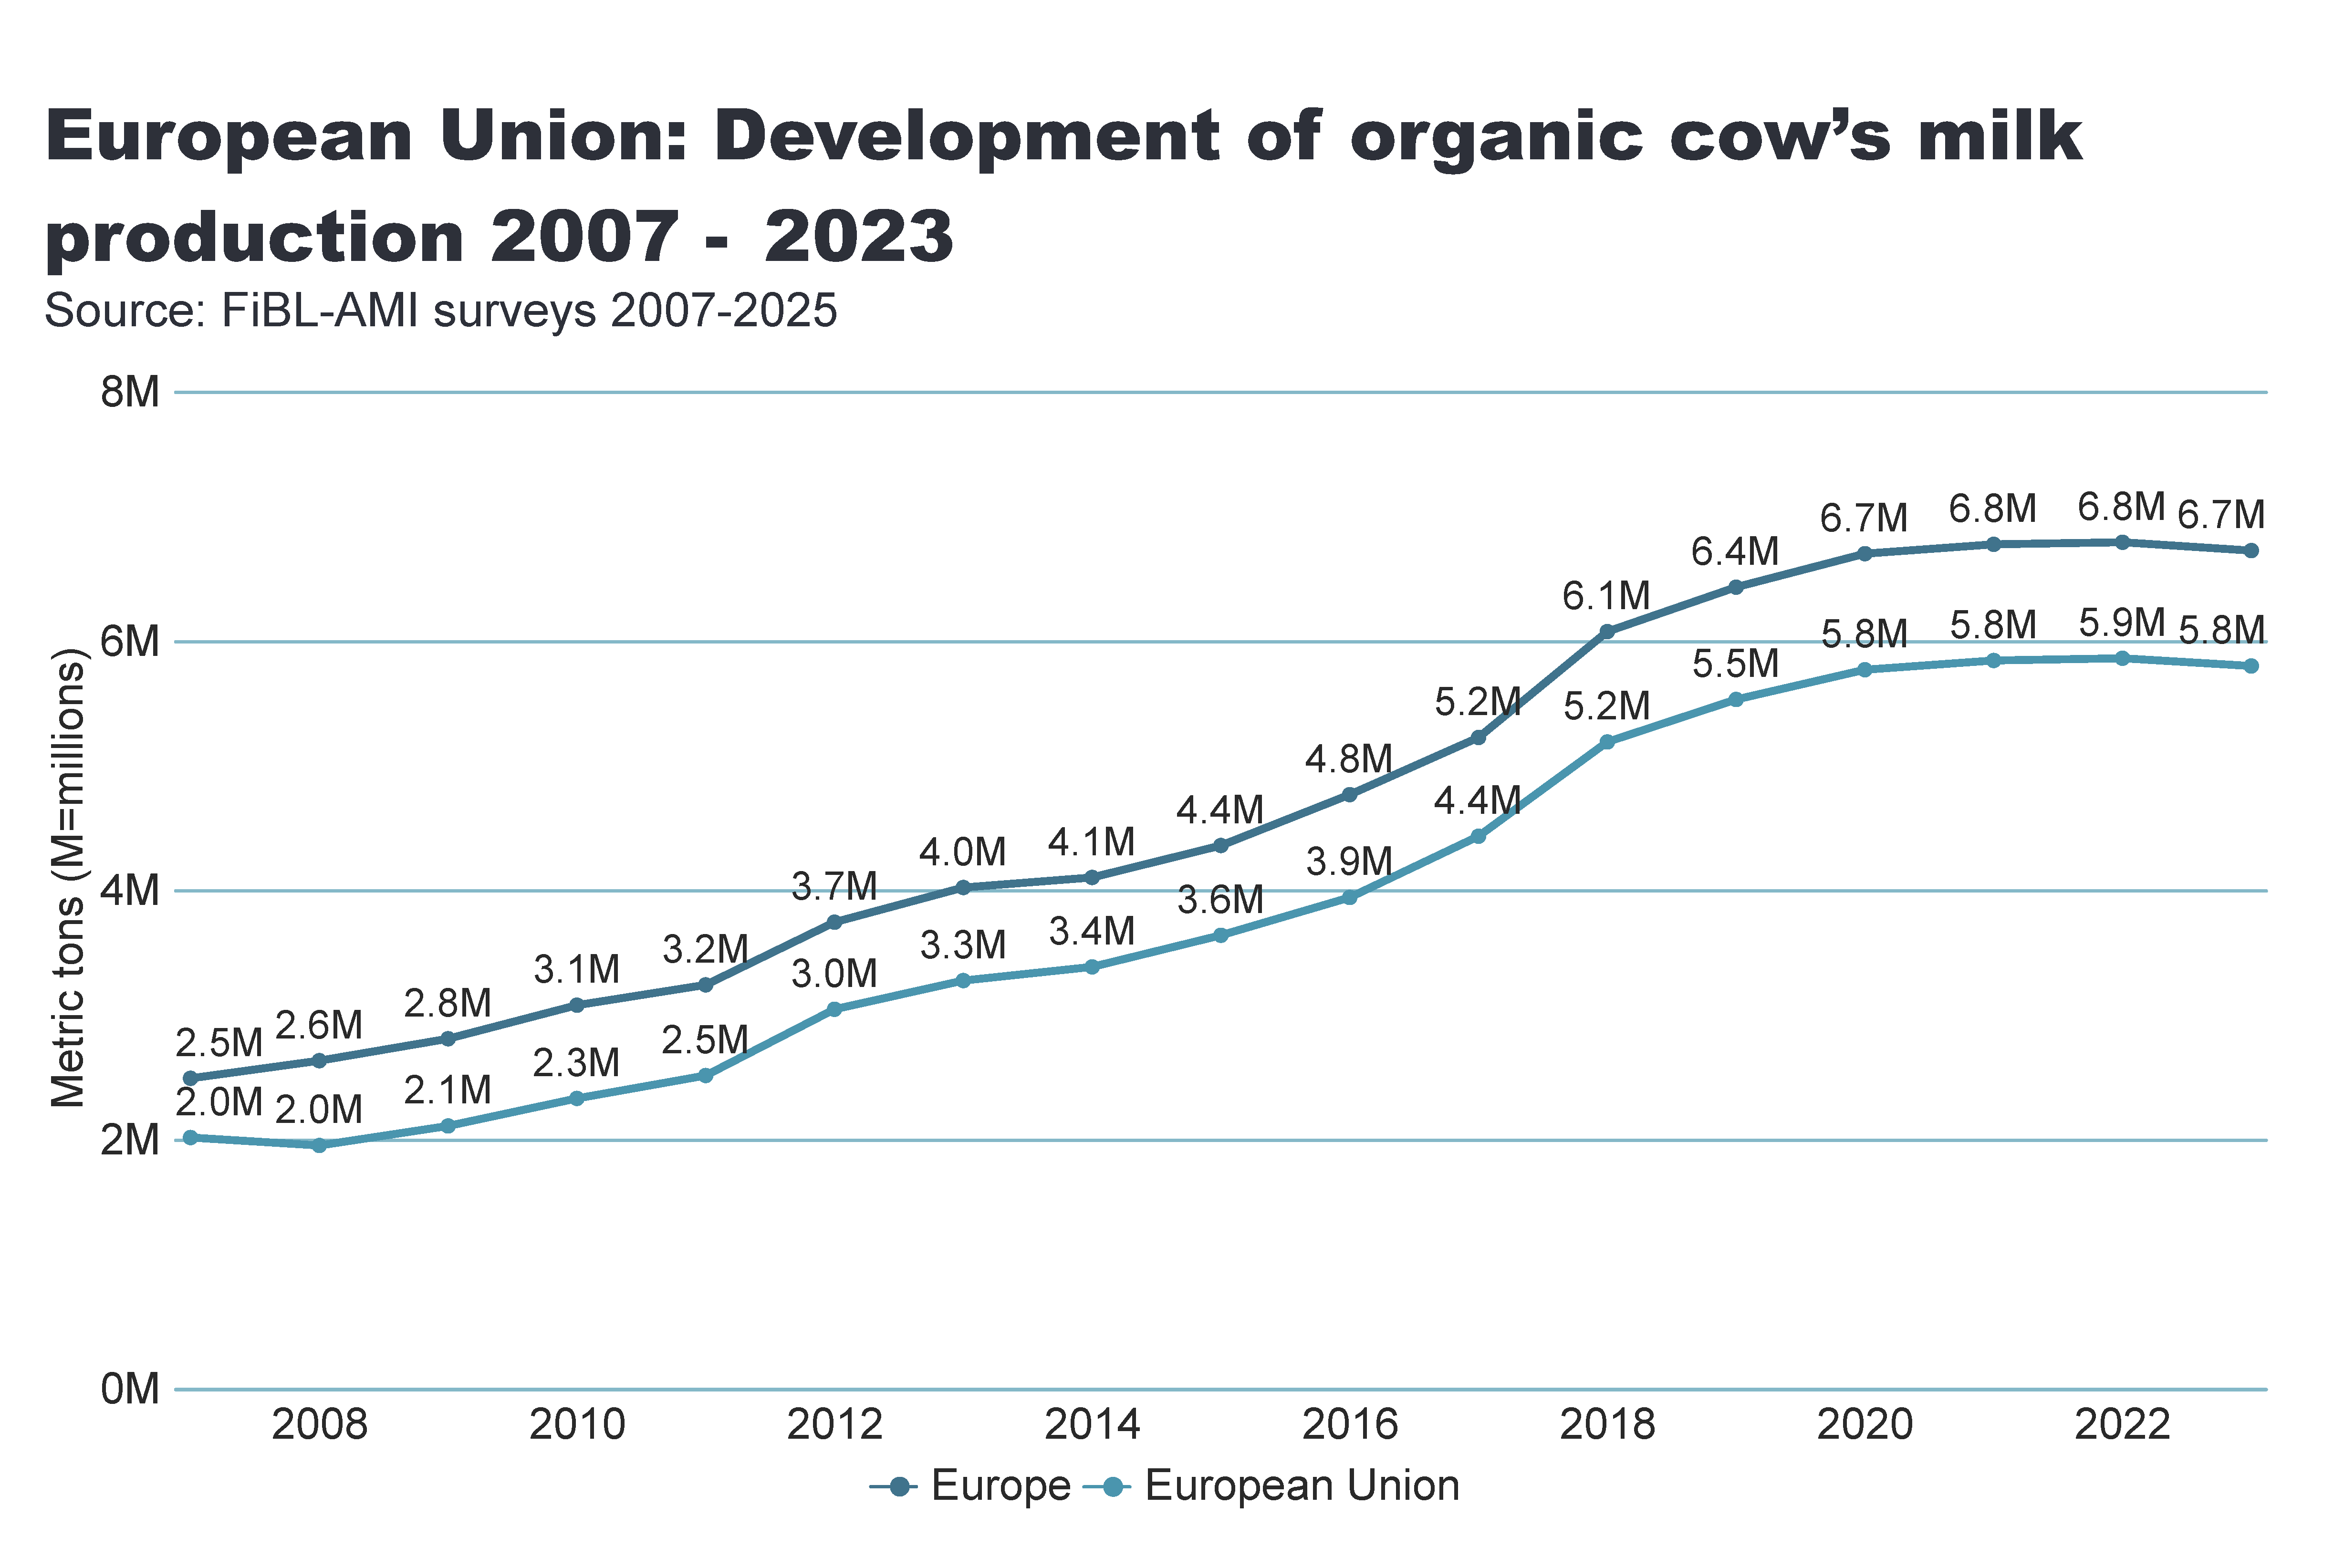 European Union: Development of organic cow’s milk
production 2007 - 2023
Source: FiBL-AMI surveys 2007-2025
8M
6M
4M
2M
0M
Metric tons (M=millions)
2.5M 2.6M 2.8M 3.1M 3.2M 3.7M 4.0M 4.1M 4.4M 4.8M 5.2M 6.1M 6.4M 6.7M 6.8M 6.8M 6.7M
2.0M 2.0M 2.1M 2.3M 2.5M 3.0M 3.3M 3.4M 3.6M 3.9M 4.4M 5.2M 5.5M 5.8M 5.8M 5.9M 5.8M
2008 2010 2012 2014 2016 2018 2020 2022
Europe European Union